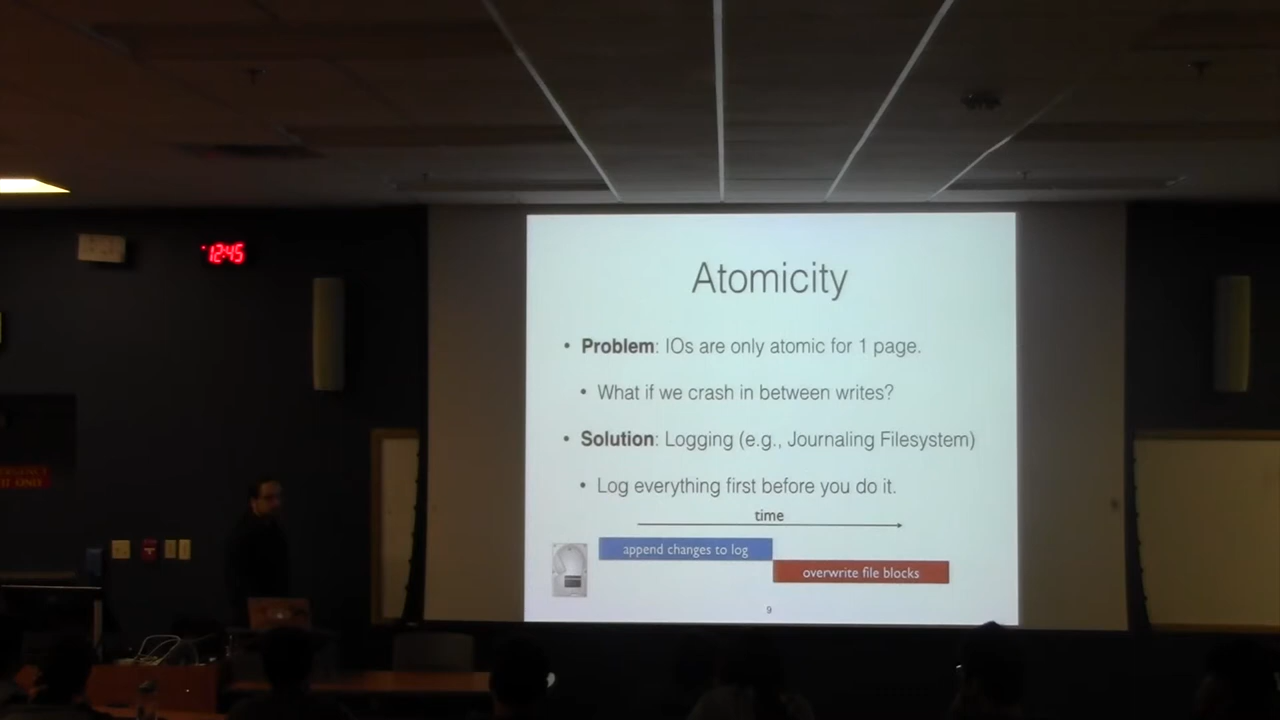 12:45
Atomicity
• Problem: IOs are only atomic for 1 page.
• What if we crash in between writes?
• Solution: Logging (e.g., Journaling Filesystem)
• Log everything first before you do it.
time
append changes to log
overwrite file blocks
9